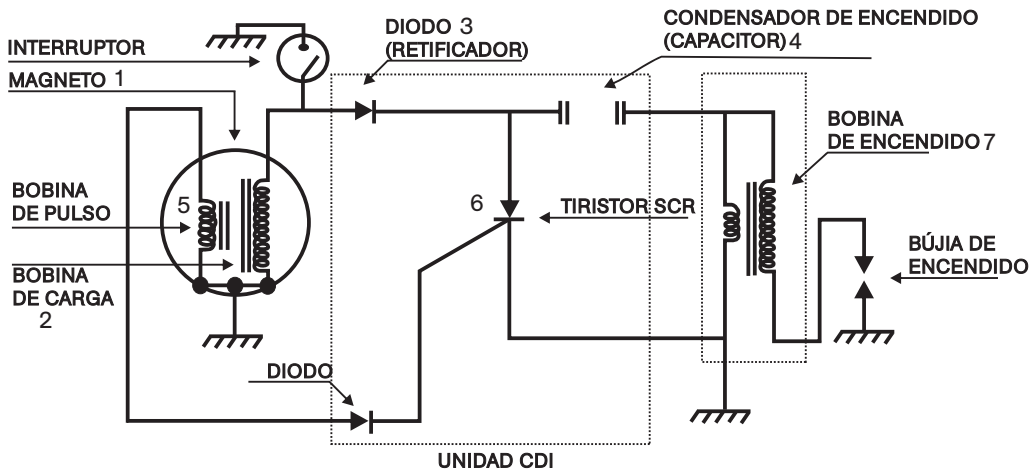 INTERRUPTOR
MAGNETO 1
DIODO 3
(RETIFICADOR)
CONDENSADOR DE ENCENDIDO
(CAPACITOR) 4
BOBINA
DE ENCENDIDO 7
BOBINA
DE PULSO
5
6
TIRISTOR SCR
BÚJIA DE
ENCENDIDO
BOBINA
DE CARGA
2
DIODO
UNIDAD CDI